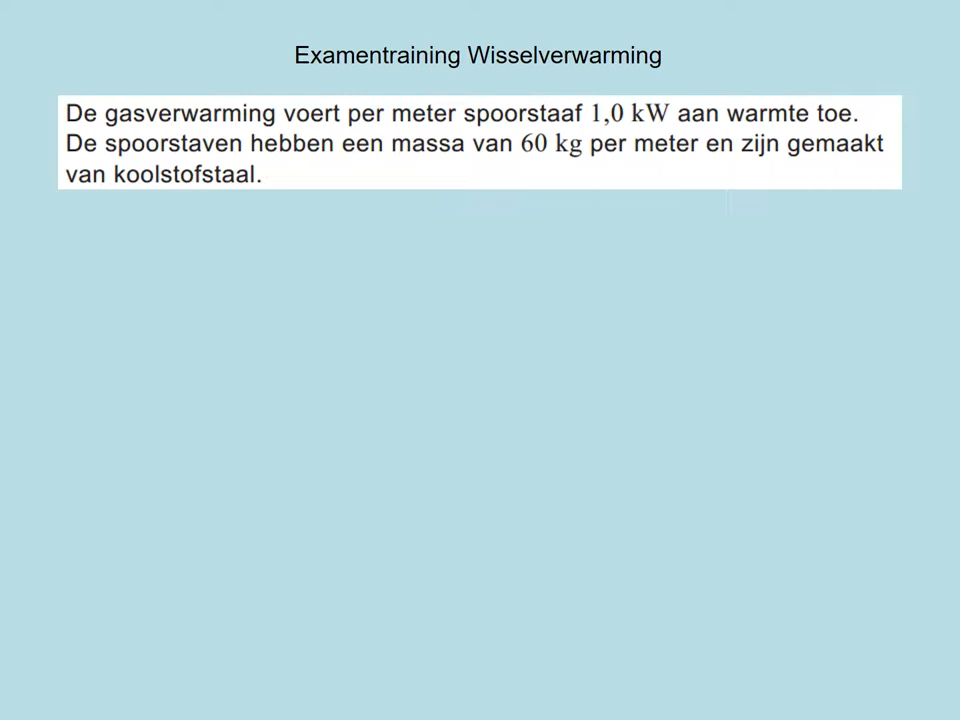 Examentraining Wisselverwarming
De gasverwarming voert per meter spoorstaaf 1,0 kW aan warmte toe.
De spoorstaven hebben een massa van 60 kg per meter en zijn gemaakt
van koolstofstaal.